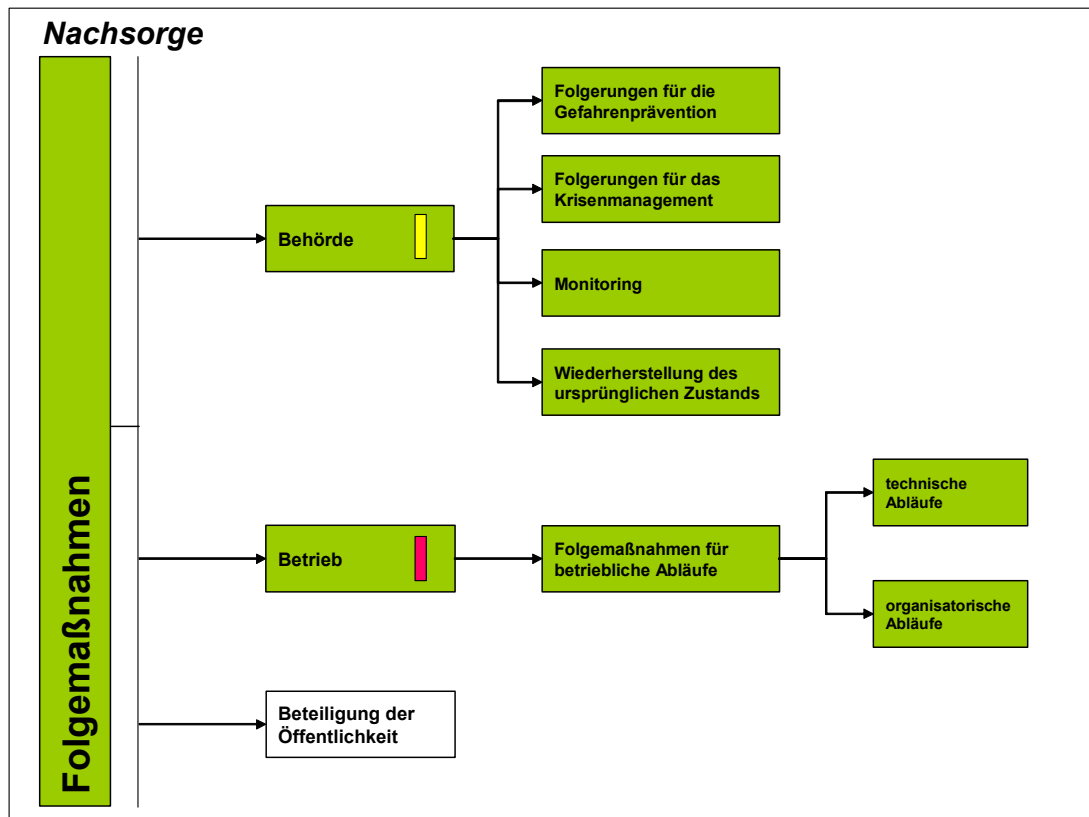 Nachsorge
Folgemaßnahmen
Behörde
Folgerungen für die
Gefahrenprävention
Folgerungen für das
Krisenmanagement
Monitoring
Wiederherstellung des
ursprünglichen Zustands
Betrieb
Folgemaßnahmen für
betriebliche Abläufe
technische
Abläufe
organisatorische
Abläufe
Beteiligung der
Öffentlichkeit